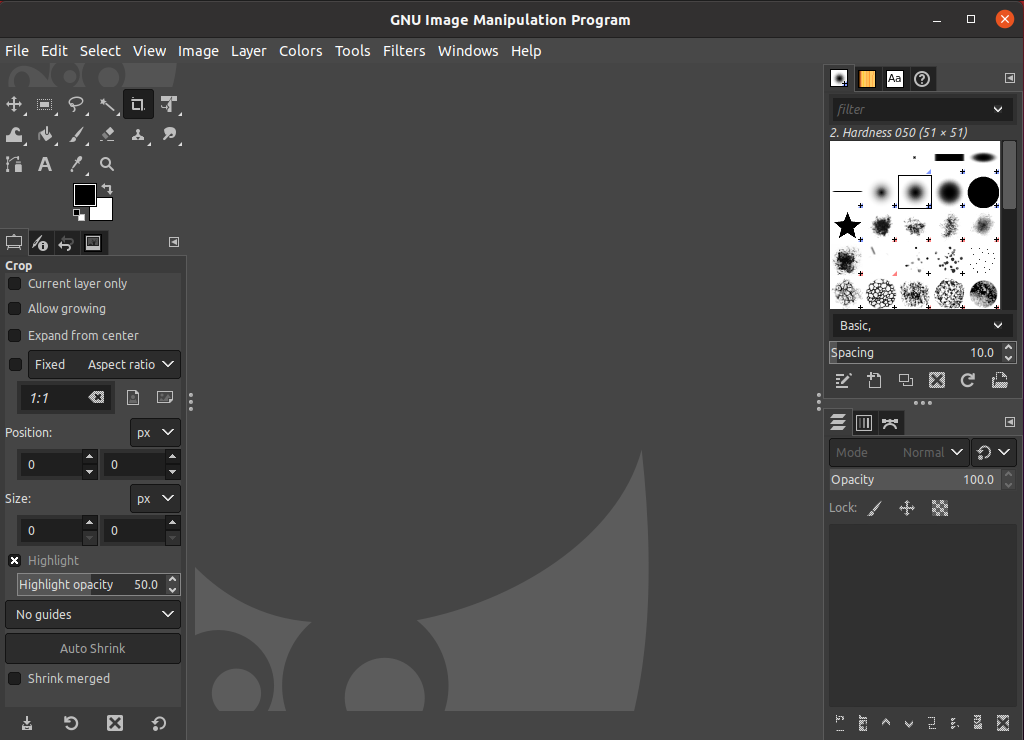 GNU Image Manipulation Program
File Edit Select View Image Layer Colors Tools Filters Windows Help
Aa
filter
2. Hardness 050 (51 × 51)
A
Crop
Current layer only
Allow growing
Expand from center
Fixed Aspect ratio
1:1
Position: px
0 0
Size: px
0 0
Highlight
Highlight opacity 50.0
No guides
Auto Shrink
Shrink merged
Basic,
Spacing 10.0
Mode Normal
Opacity 100.0
Lock: